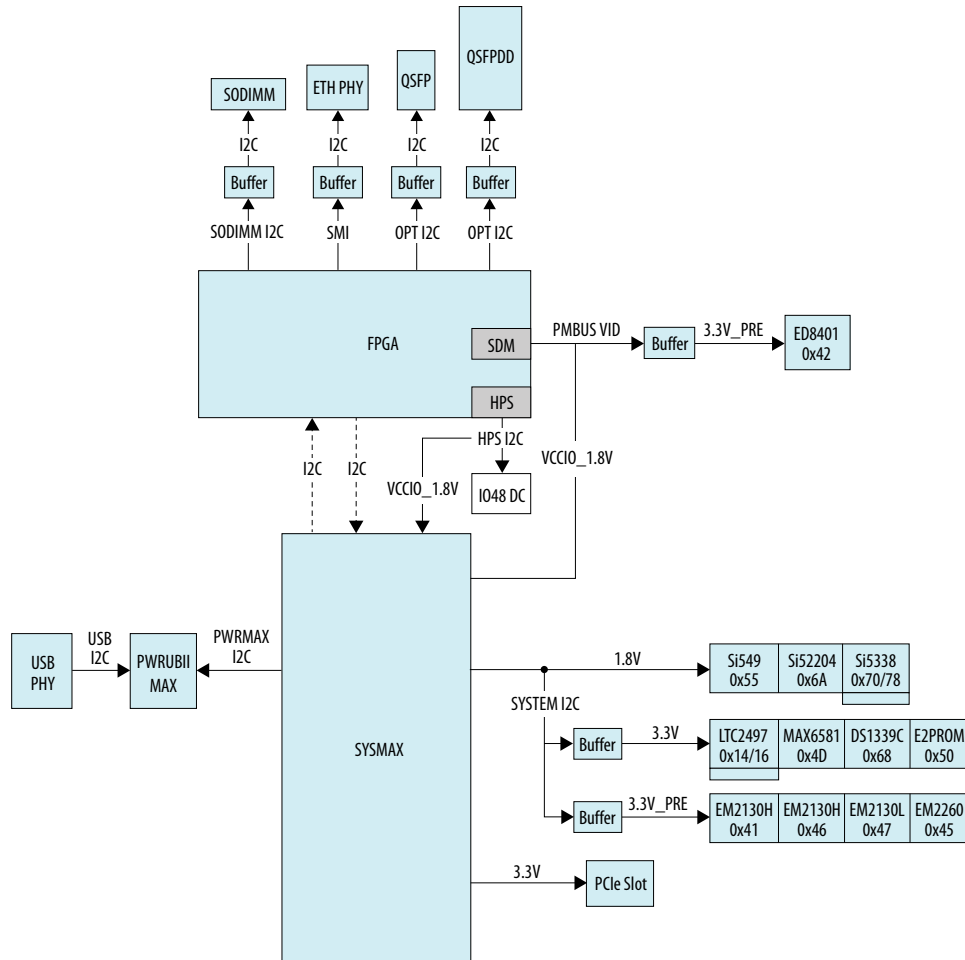 QSFPDD
ETH PHY
QSFP
SODIMM
I2C
I2C
I2C
I2C
Buffer
Buffer
Buffer
Buffer
SODIMM I2C
SMI
OPT I2C
OPT I2C
FPGA
SDM
PMBUS VID
Buffer
3.3V_PRE
ED8401
0x42
HPS
HPS I2C
VCCIO_1.8V
I2C
I2C
VCCIO_1.8V
IO48 DC
USB
PHY
USB
I2C
PWRUBII
MAX
PWRMAX
I2C
SYSMAX
1.8V
Si549
0x55
Si52204
0x6A
Si5338
0x70/78
SYSTEM I2C
Buffer
3.3V
LTC2497
0x14/16
MAX6581
0x4D
DS1339C
0x68
E2PROM
0x50
Buffer
3.3V_PRE
EM2130H
0x41
EM2130H
0x46
EM2130L
0x47
EM2260
0x45
3.3V
PCIe Slot